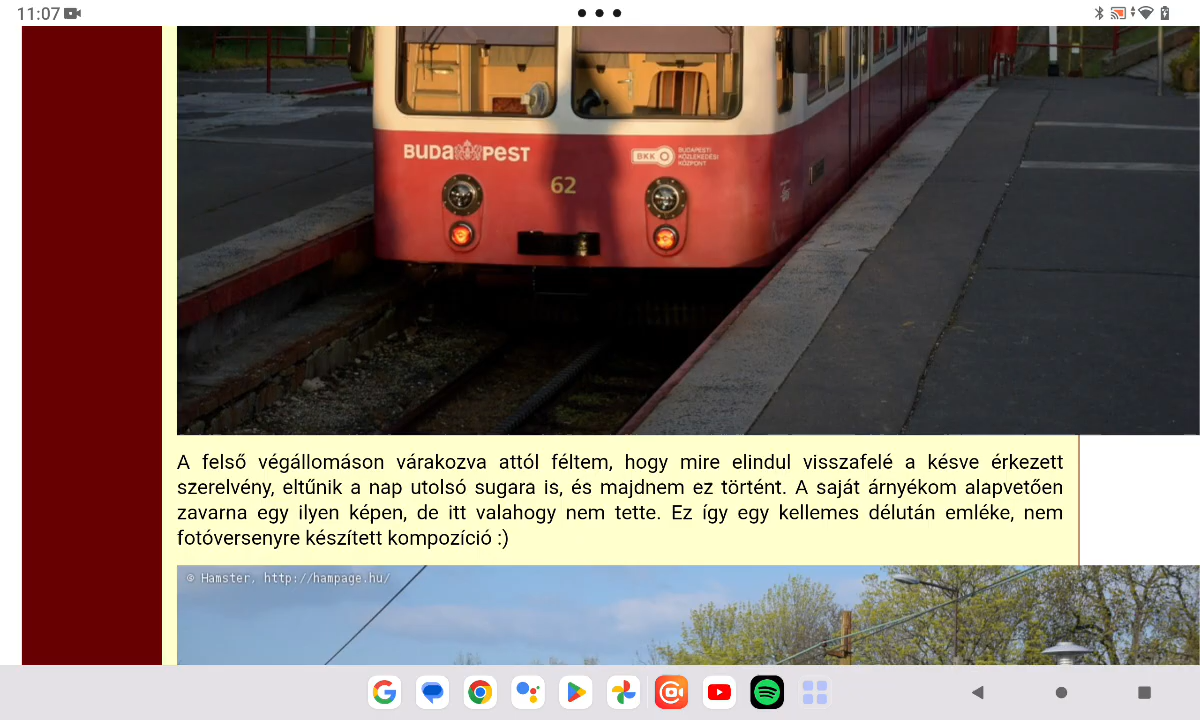 11:07
BUDAPEST
BKK BUDAPESTI
KÖZLEKEDÉSI
KÖZPONT
62
A felső végállomáson várakozva attól féltem, hogy mire elindul visszafelé a késve érkezett
szerelvény, eltűnik a nap utolsó sugara is, és majdnem ez történt. A saját árnyékom alapvetően
zavarna egy ilyen képen, de itt valahogy nem tette. Ez így egy kellemes délután emléke, nem
fotóversenyre készített kompozíció :)
© Hamster, http://hampage.hu/